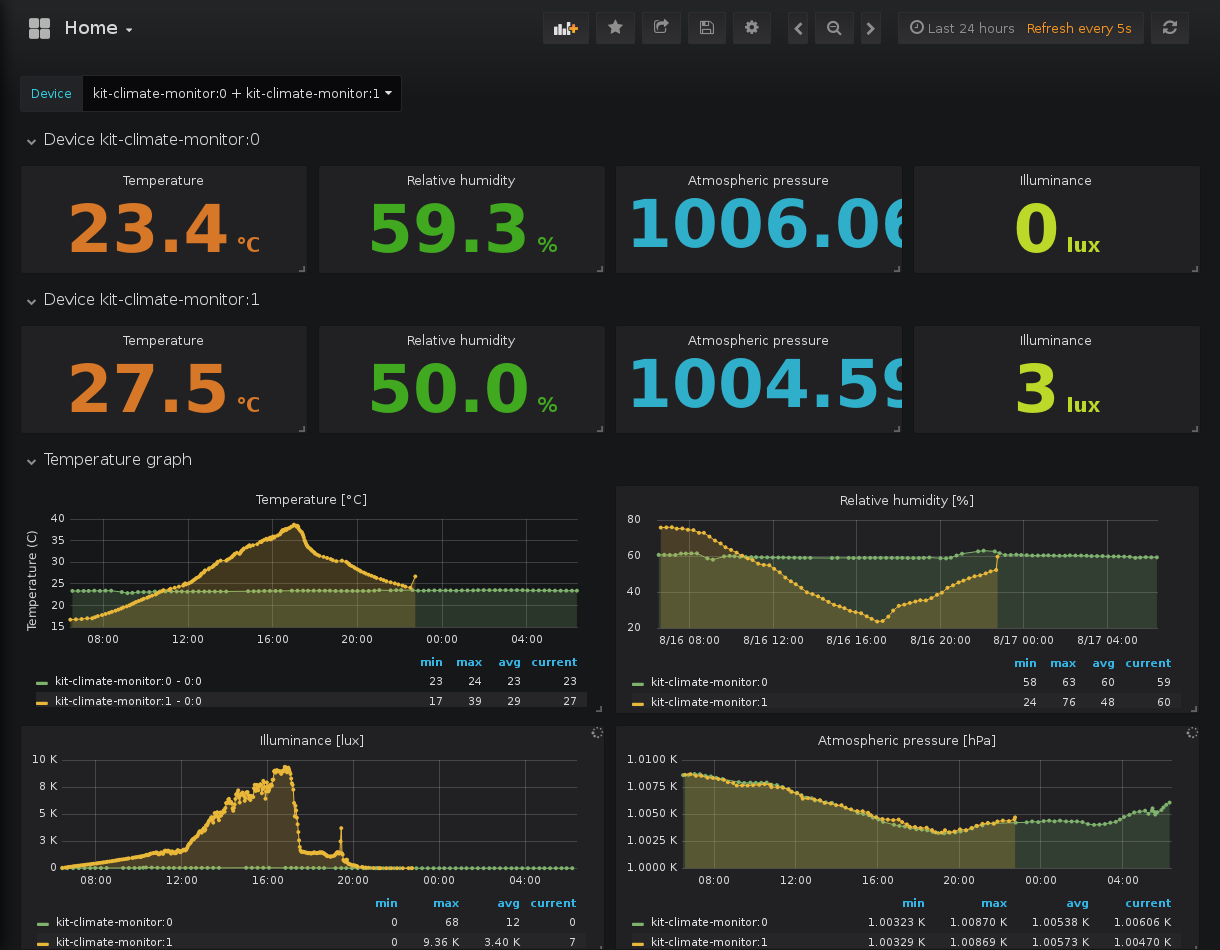 Home
Last 24 hours Refresh every 5s
Device kit-climate-monitor:0 + kit-climate-monitor:1
Device kit-climate-monitor:0
Temperature Relative humidity Atmospheric pressure Illuminance
23.4 °C 59.3 % 1006.06 0 lux
Device kit-climate-monitor:1
Temperature Relative humidity Atmospheric pressure Illuminance
27.5 °C 50.0 % 1004.59 3 lux
Temperature graph
Temperature [°C]
Temperature (C)
40
35
30
25
20
15
08:00 12:00 16:00 20:00 00:00 04:00
min max avg current
kit-climate-monitor:0 - 0:0 23 24 23 23
kit-climate-monitor:1 - 0:0 17 39 29 27
Relative humidity [%]
80
60
40
20
8/16 08:00 8/16 12:00 8/16 16:00 8/16 20:00 8/17 00:00 8/17 04:00
min max avg current
kit-climate-monitor:0 58 63 60 59
kit-climate-monitor:1 24 76 48 60
Illuminance [lux]
10 K
8 K
5 K
3 K
0
08:00 12:00 16:00 20:00 00:00 04:00
min max avg current
kit-climate-monitor:0 0 68 12 0
kit-climate-monitor:1 0 9.36 K 3.40 K 7
Atmospheric pressure [hPa]
1.0100 K
1.0075 K
1.0050 K
1.0025 K
1.0000 K
08:00 12:00 16:00 20:00 00:00 04:00
min max avg current
kit-climate-monitor:0 1.00323 K 1.00870 K 1.00538 K 1.00606 K
kit-climate-monitor:1 1.00329 K 1.00869 K 1.00573 K 1.00470 K